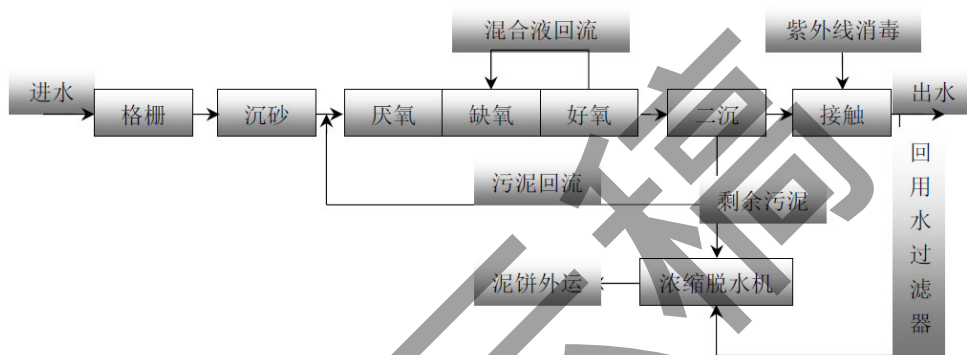 混合液回流
紫外线消毒
进水
格栅
沉砂
厌氧
缺氧
好氧
二沉
接触
出水
污泥回流
剩余污泥
回用水过滤器
泥饼外运
浓缩脱水机